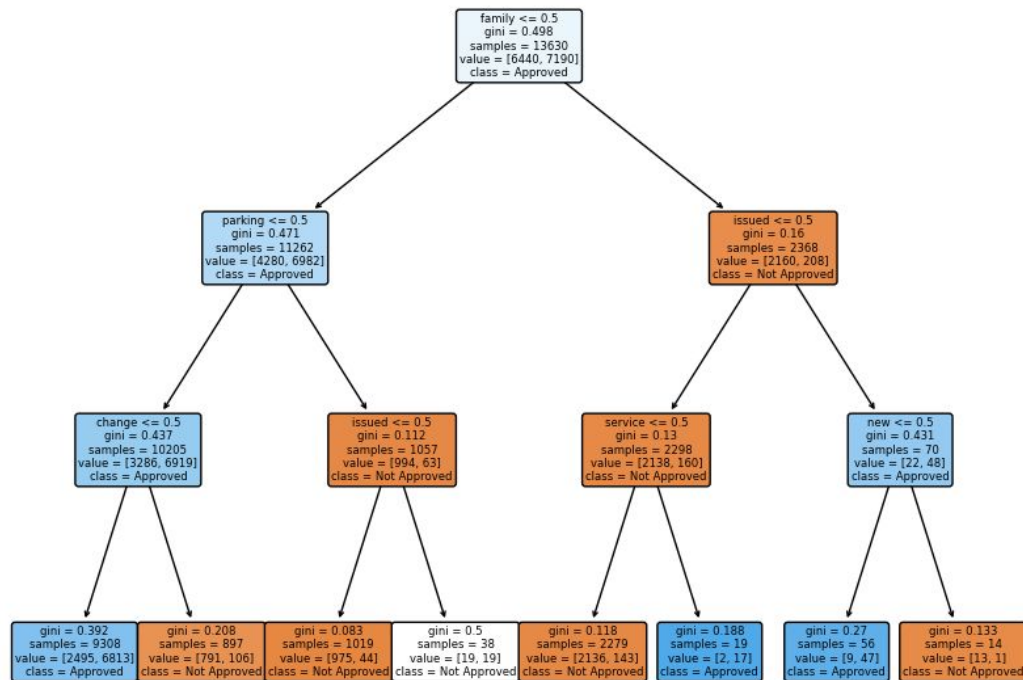 family <= 0.5
gini = 0.498
samples = 13630
value = [6440, 7190]
class = Approved
parking <= 0.5
gini = 0.471
samples = 11262
value = [4280, 6982]
class = Approved
issued <= 0.5
gini = 0.16
samples = 2368
value = [2160, 208]
class = Not Approved
change <= 0.5
gini = 0.437
samples = 10205
value = [3286, 6919]
class = Approved
issued <= 0.5
gini = 0.112
samples = 1057
value = [994, 63]
class = Not Approved
service <= 0.5
gini = 0.13
samples = 2298
value = [2138, 160]
class = Not Approved
new <= 0.5
gini = 0.431
samples = 70
value = [22, 48]
class = Approved
gini = 0.392
samples = 9308
value = [2495, 6813]
class = Approved
gini = 0.208
samples = 897
value = [791, 106]
class = Not Approved
gini = 0.083
samples = 1019
value = [975, 44]
class = Not Approved
gini = 0.5
samples = 38
value = [19, 19]
class = Not Approved
gini = 0.118
samples = 2279
value = [2136, 143]
class = Not Approved
gini = 0.188
samples = 19
value = [2, 17]
class = Approved
gini = 0.27
samples = 56
value = [9, 47]
class = Approved
gini = 0.133
samples = 14
value = [13, 1]
class = Not Approved